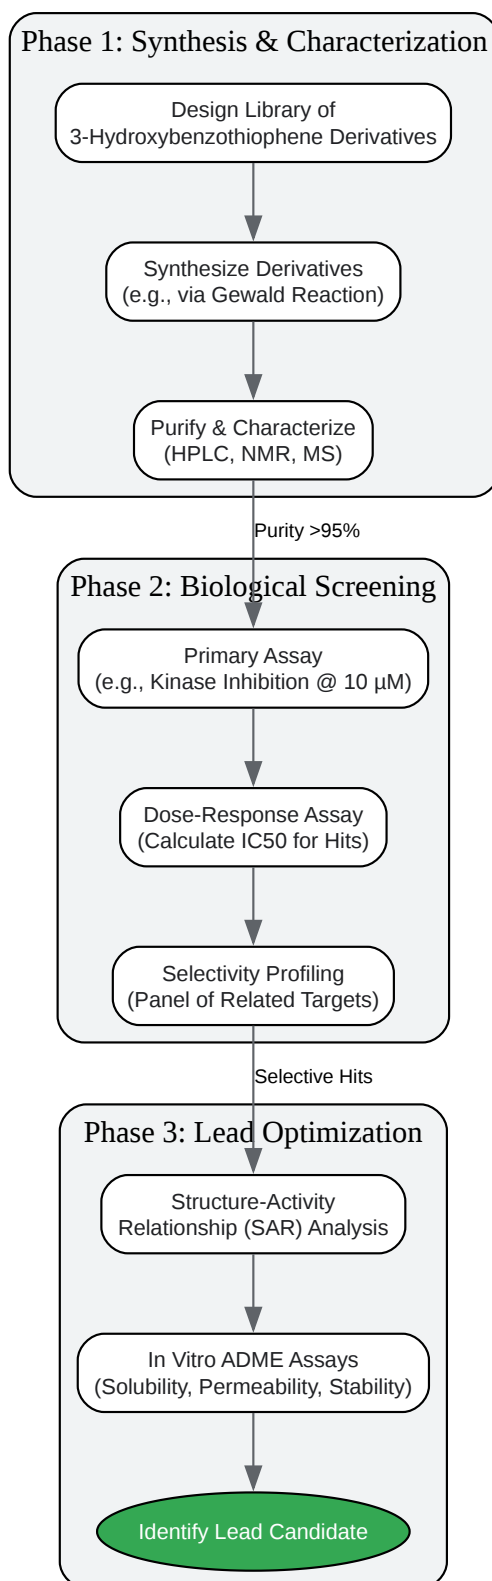 Phase 1: Synthesis & Characterization
Design Library of
3-Hydroxybenzothiophene Derivatives
Synthesize Derivatives
(e.g., via Gewald Reaction)
Purify & Characterize
(HPLC, NMR, MS)
Purity >95%
Phase 2: Biological Screening
Primary Assay
(e.g., Kinase Inhibition @ 10 µM)
Dose-Response Assay
(Calculate IC50 for Hits)
Selectivity Profiling
(Panel of Related Targets)
Selective Hits
Phase 3: Lead Optimization
Structure-Activity
Relationship (SAR) Analysis
In Vitro ADME Assays
(Solubility, Permeability, Stability)
Identify Lead Candidate